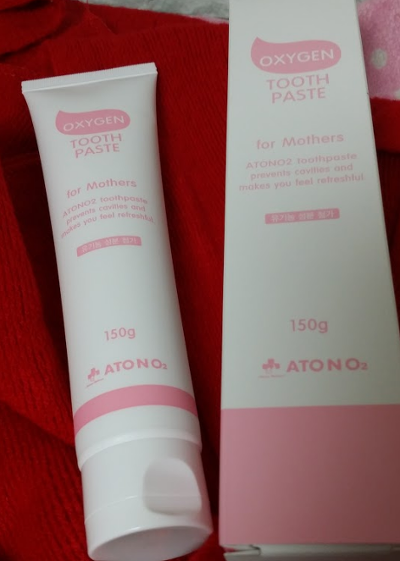 OXYGEN
TOOTH
PASTE
for Mothers
ATONO2 toothpaste
prevents cavities and
makes you feel refreshful
150g
ATONO2
OXYGEN
TOOTH
PASTE
for Mothers
ATONO2 toothpaste
prevents cavities and
makes you feel refreshful
150g
ATONO2